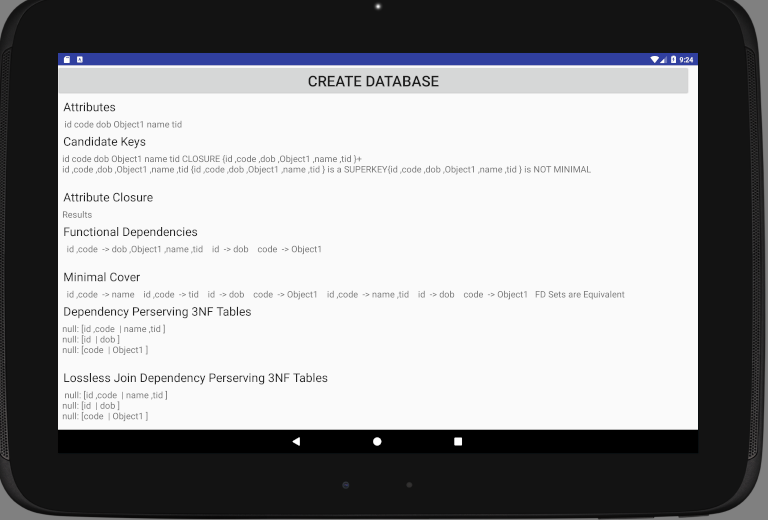 9:24
CREATE DATABASE
Attributes
id code dob Object1 name tid
Candidate Keys
id code dob Object1 name tid CLOSURE {id ,code ,dob ,Object1 ,name ,tid }+
id ,code ,dob ,Object1 ,name ,tid {id ,code ,dob ,Object1 ,name ,tid } is a SUPERKEY{id ,code ,dob ,Object1 ,name ,tid } is NOT MINIMAL
Attribute Closure
Results
Functional Dependencies
id ,code -> dob ,Object1 ,name ,tid id -> dob code -> Object1
Minimal Cover
id ,code -> name id ,code -> tid id -> dob code -> Object1 id ,code -> name ,tid id -> dob code -> Object1 FD Sets are Equivalent
Dependency Perserving 3NF Tables
null: [id ,code | name ,tid ]
null: [id | dob ]
null: [code | Object1 ]
Lossless Join Dependency Perserving 3NF Tables
null: [id ,code | name ,tid ]
null: [id | dob ]
null: [code | Object1 ]